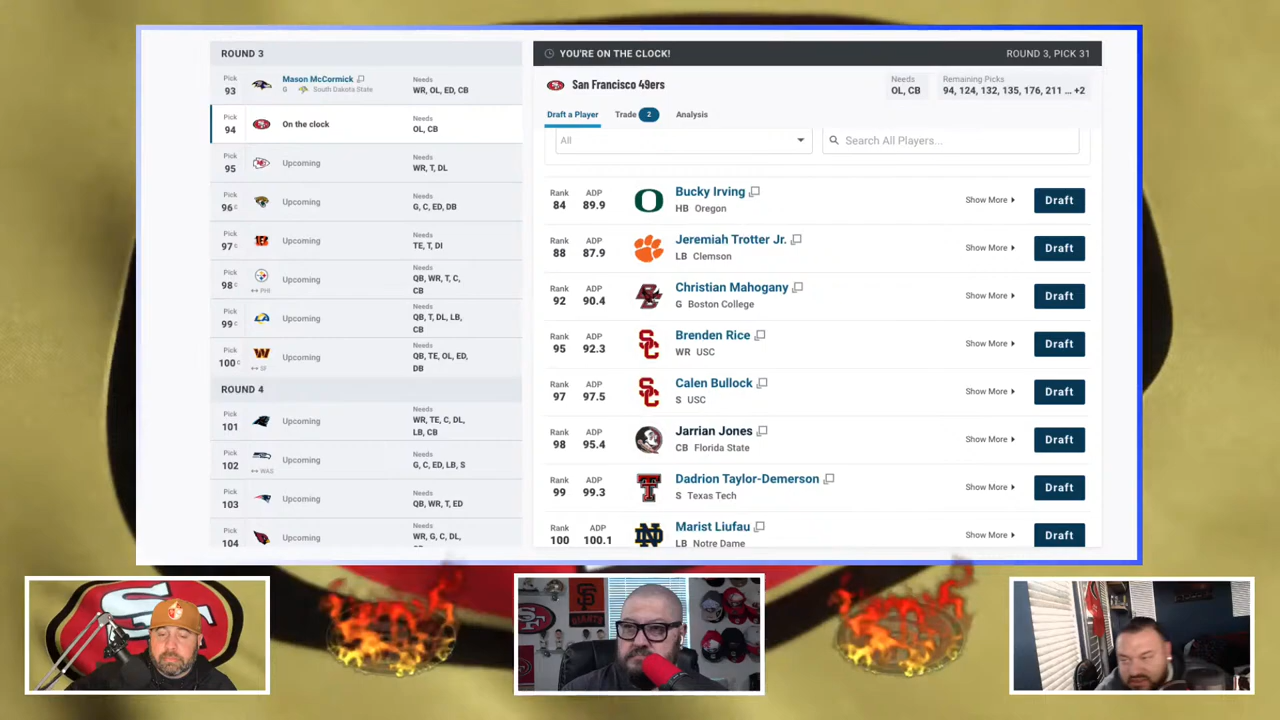 ROUND 3
Pick
93
Mason McCormick
G South Dakota State
Needs
WR, OL, ED, CB
Pick
94
On the clock
Needs
OL, CB
Pick
95
Upcoming
Needs
WR, T, DL
Pick
96 C
Upcoming
Needs
G, C, ED, DB
Pick
97 C
Upcoming
Needs
TE, T, DI
Pick
98 C
↔ PHI
Upcoming
Needs
QB, WR, T, C,
CB
Pick
99 C
Upcoming
Needs
QB, T, DL, LB,
CB
Pick
100 C
↔ SF
Upcoming
Needs
QB, TE, OL, ED,
DB
ROUND 4
Pick
101
Upcoming
Needs
WR, TE, C, DL,
LB, CB
Pick
102
↔ WAS
Upcoming
Needs
G, C, ED, LB, S
Pick
103
Upcoming
Needs
QB, WR, T, ED
Pick
104
Upcoming
Needs
WR, G, C, DL,
YOU'RE ON THE CLOCK!
ROUND 3, PICK 31
San Francisco 49ers
Needs
OL, CB
Remaining Picks
94, 124, 132, 135, 176, 211 ... +2
Draft a Player
Trade 2
Analysis
All
Search All Players...
Rank ADP
84 89.9
Bucky Irving
HB Oregon
Show More
Draft
Rank ADP
88 87.9
Jeremiah Trotter Jr.
LB Clemson
Show More
Draft
Rank ADP
92 90.4
Christian Mahogany
G Boston College
Show More
Draft
Rank ADP
95 92.3
Brenden Rice
WR USC
Show More
Draft
Rank ADP
97 97.5
Calen Bullock
S USC
Show More
Draft
Rank ADP
98 95.4
Jarrian Jones
CB Florida State
Show More
Draft
Rank ADP
99 99.3
Dadrion Taylor-Demerson
S Texas Tech
Show More
Draft
Rank ADP
100 100.1
Marist Liufau
LB Notre Dame
Show More
Draft